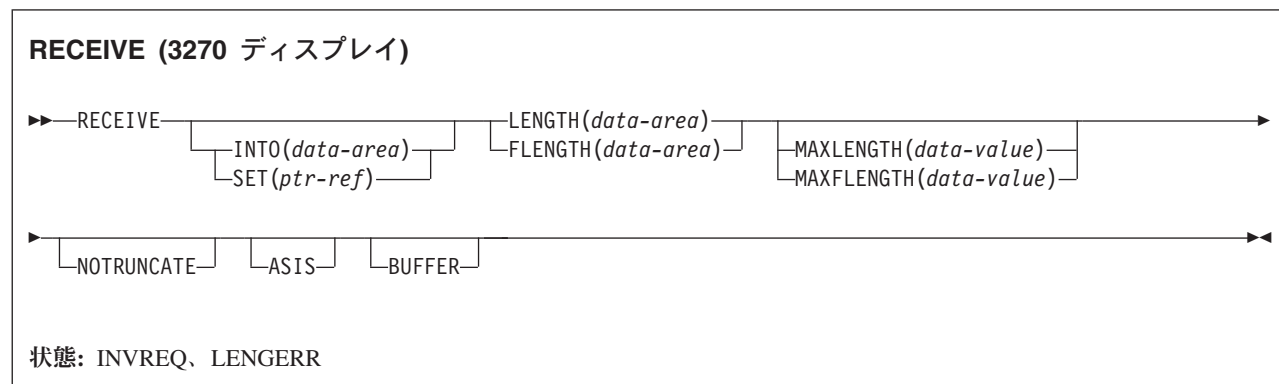 RECEIVE (3270 ディスプレイ)
RECEIVE INTO(data-area) SET(ptr-ref) LENGTH(data-area) FLENGTH(data-area) MAXLENGTH(data-value) MAXFLENGTH(data-value)
NOTRUNCATE ASIS BUFFER
状態: INVREQ、LENGERR